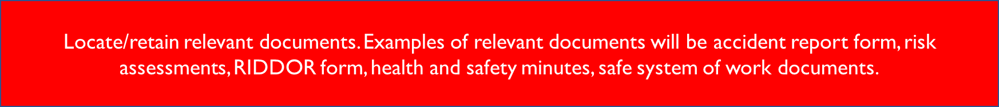 Locate/retain relevant documents. Examples of relevant documents will be accident report form, risk
assessments, RIDDOR form, health and safety minutes, safe system of work documents.